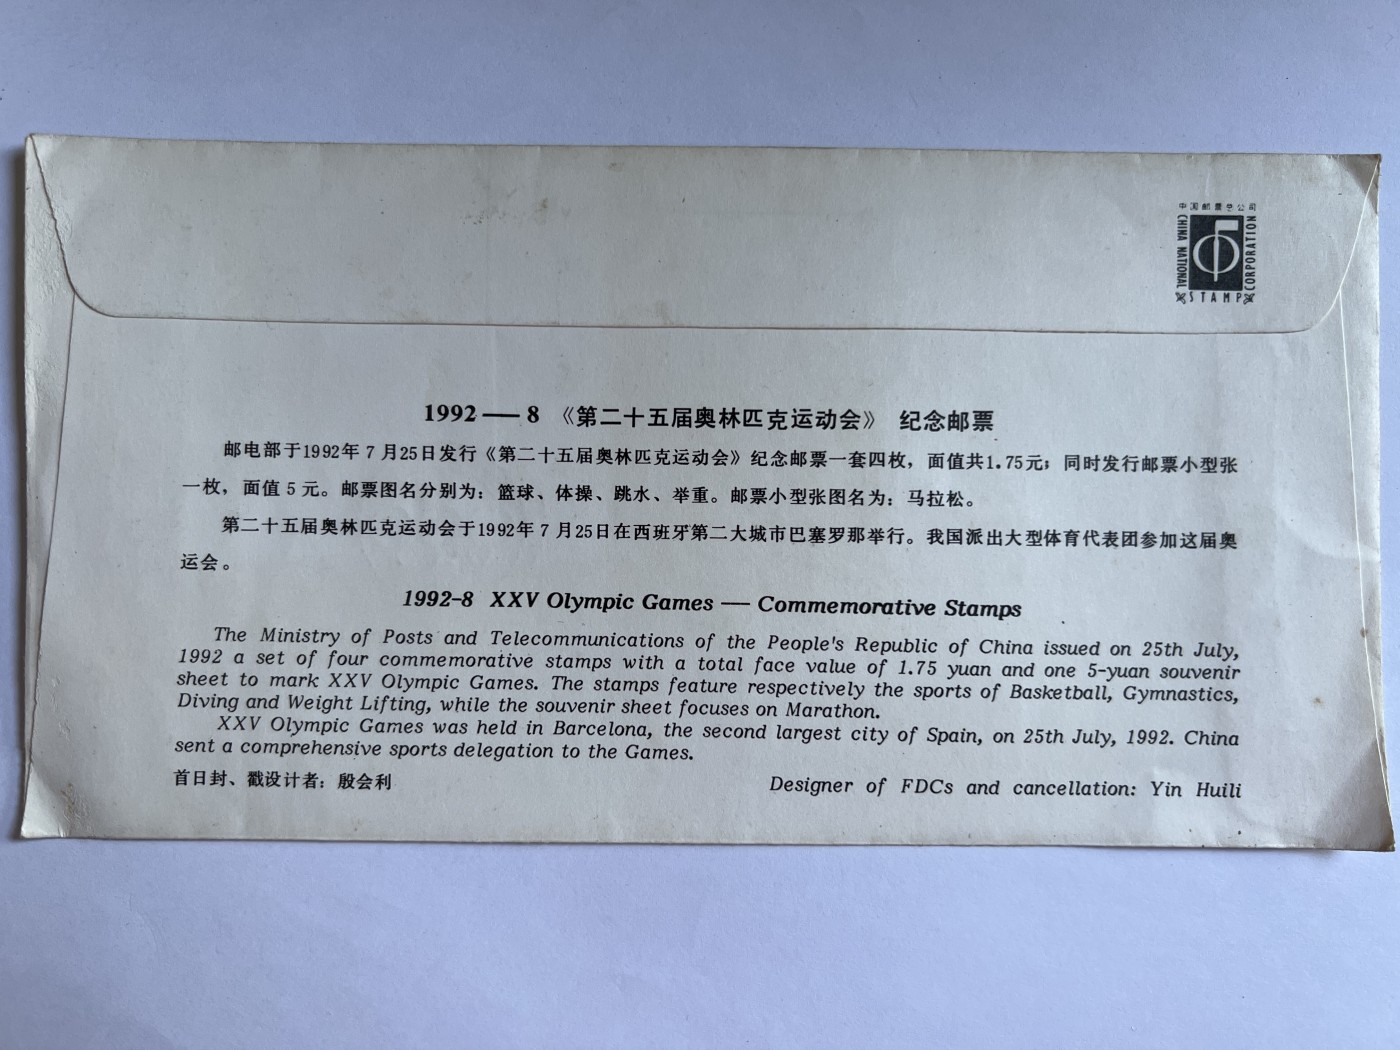 中国邮票总公司
CHINA NATIONAL
STAMP
CORPORATION
1992——8 《第二十五届奥林匹克运动会》 纪念邮票
邮电部于1992年7月25日发行《第二十五届奥林匹克运动会》纪念邮票一套四枚，面值共1.75元；同时发行邮票小型张
一枚，面值5元。邮票图名分别为：篮球、体操、跳水、举重。邮票小型张图名为：马拉松。
第二十五届奥林匹克运动会于1992年7月25日在西班牙第二大城市巴塞罗那举行。我国派出大型体育代表团参加这届奥
运会。
1992-8 XXV Olympic Games — Commemorative Stamps
The Ministry of Posts and Telecommunications of the People's Republic of China issued on 25th July,
1992 a set of four commemorative stamps with a total face value of 1.75 yuan and one 5-yuan souvenir
sheet to mark XXV Olympic Games. The stamps feature respectively the sports of Basketball, Gymnastics,
Diving and Weight Lifting, while the souvenir sheet focuses on Marathon.
XXV Olympic Games was held in Barcelona, the second largest city of Spain, on 25th July, 1992. China
sent a comprehensive sports delegation to the Games.
首日封、戳设计者：殷会利
Designer of FDCs and cancellation: Yin Huili